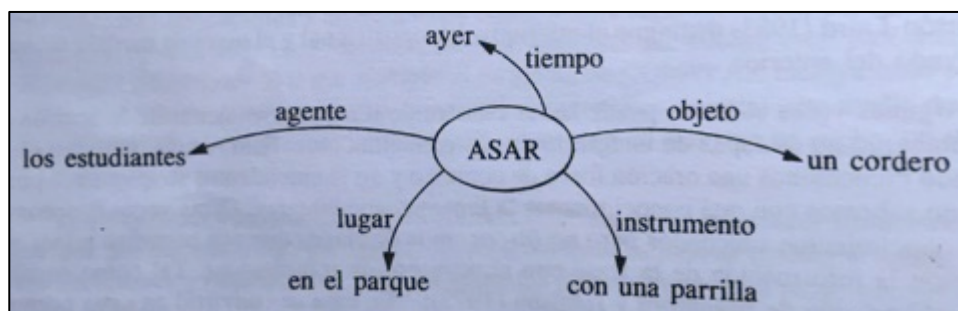 ayer
tiempo
agente
objeto
los estudiantes
ASAR
un cordero
lugar
instrumento
en el parque
con una parrilla